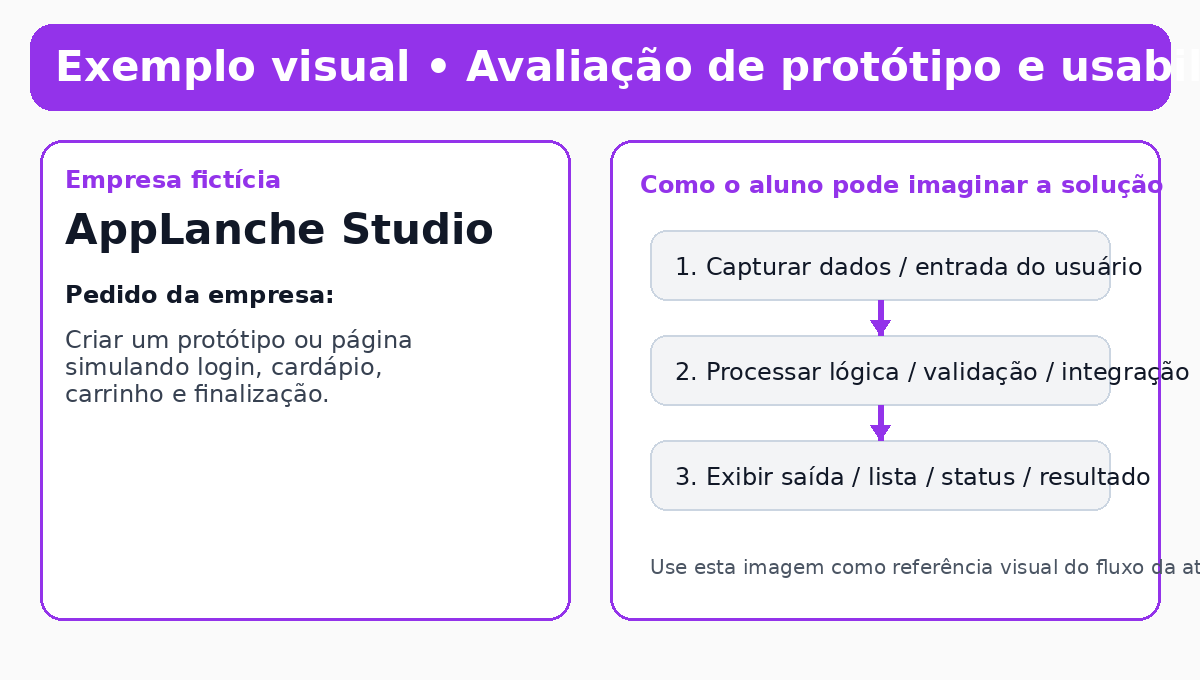 Exemplo visual • Avaliação de protótipo e
Empresa fictícia
AppLanche Studio
Pedido da empresa:
Criar um protótipo ou página
simulando login, cardápio,
carrinho e finalização.
Como o aluno pode imaginar a solução
1. Capturar dados / entrada do usuário
2. Processar lógica / validação / integração
3. Exibir saída / lista / status / resultado
Use esta imagem como referência visual do fluxo da